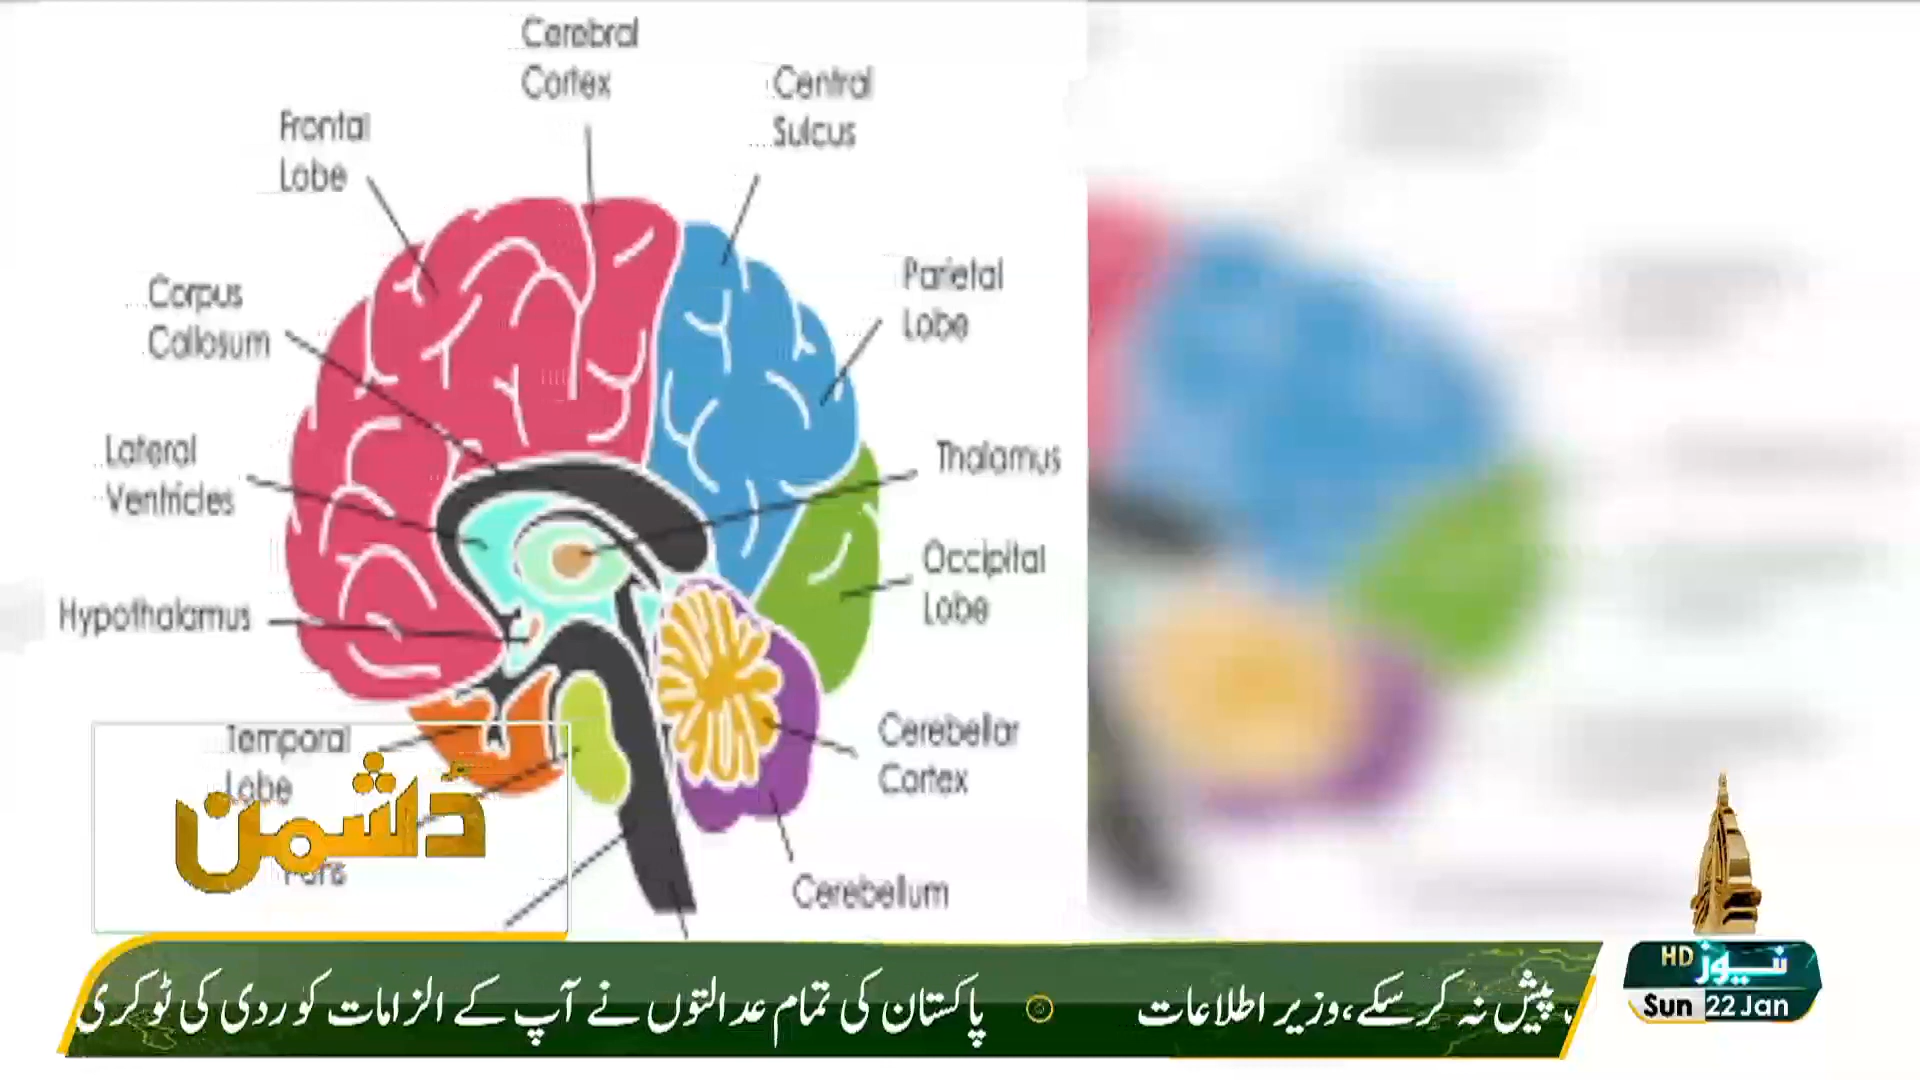 Cerebral
Cortex
Central
Sulcus
Frontal
Lobe
Parietal
Lobe
Corpus
Callosum
Lateral
Ventricles
Thalamus
Occipital
Lobe
Hypothalamus
Temporal
Lobe
Cerebellar
Cortex
Pons
Cerebellum
دُشمن
پیش نہ کر سکے، وزیر اطلاعات
پاکستان کی تمام عدالتوں نے آپ کے الزامات کو ردی کی ٹوکری
HD نیوز
Sun 22 Jan